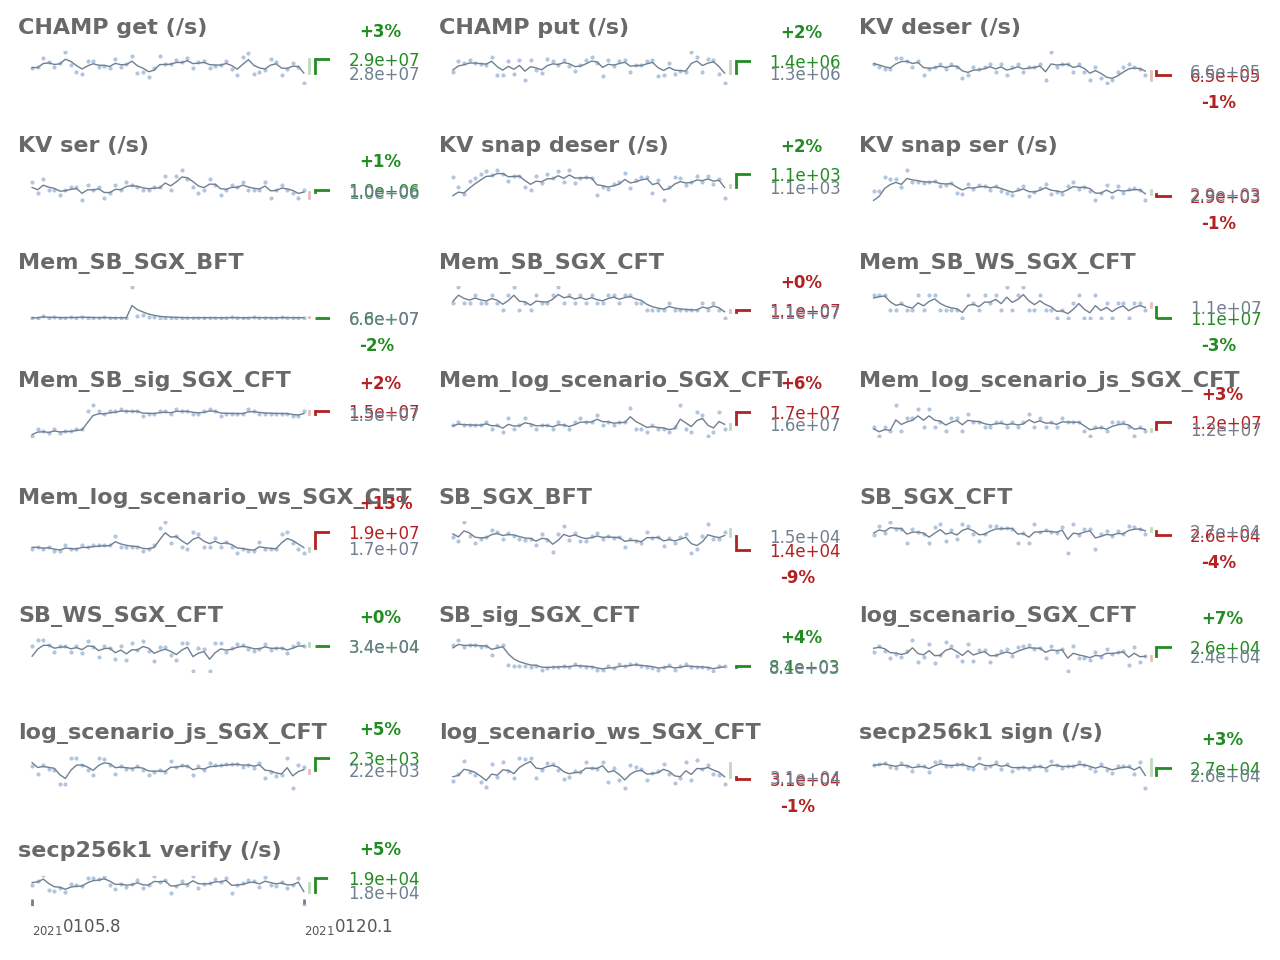 CHAMP get (/s)
+3%
2.9e+07
2.8e+07
CHAMP put (/s)
+2%
1.4e+06
1.3e+06
KV deser (/s)
6.6e+05
6.5e+05
-1%
KV ser (/s)
+1%
1.0e+06
1.0e+06
KV snap deser (/s)
+2%
1.1e+03
1.1e+03
KV snap ser (/s)
2.9e+03
2.9e+03
-1%
Mem_SB_SGX_BFT
6.6e+07
-2%
Mem_SB_SGX_CFT
+0%
1.1e+07
1.1e+07
Mem_SB_WS_SGX_CFT
1.1e+07
1.1e+07
-3%
Mem_SB_sig_SGX_CFT
+2%
1.5e+07
1.5e+07
Mem_log_scenario_SGX_CFT
+6%
1.7e+07
1.6e+07
Mem_log_scenario_js_SGX_CFT
+3%
1.2e+07
1.2e+07
Mem_log_scenario_ws_SGX_CFT
+13%
1.9e+07
1.7e+07
SB_SGX_BFT
1.5e+04
1.4e+04
-9%
SB_SGX_CFT
2.7e+04
2.6e+04
-4%
SB_WS_SGX_CFT
+0%
3.4e+04
SB_sig_SGX_CFT
+4%
8.4e+03
8.1e+03
log_scenario_SGX_CFT
+7%
2.6e+04
2.4e+04
log_scenario_js_SGX_CFT
+5%
2.3e+03
2.2e+03
log_scenario_ws_SGX_CFT
3.1e+04
3.1e+04
-1%
secp256k1 sign (/s)
+3%
2.7e+04
2.6e+04
secp256k1 verify (/s)
+5%
1.9e+04
1.8e+04
20210105.8
20210120.1